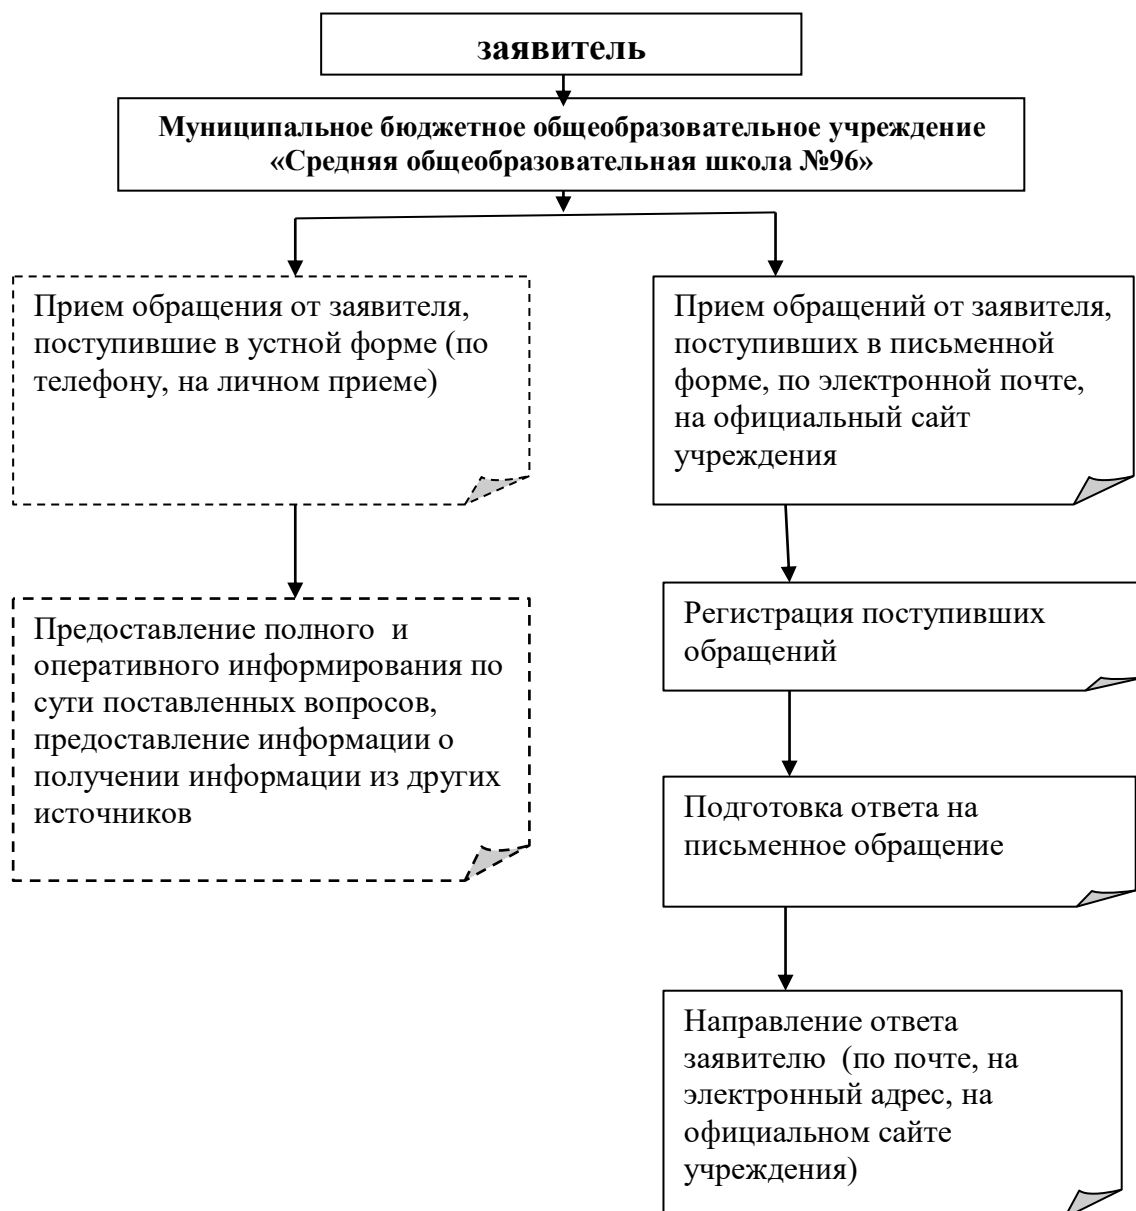 заявитель
Муниципальное бюджетное общеобразовательное учреждение
«Средняя общеобразовательная школа №96»
Прием обращения от заявителя,
поступившие в устной форме (по
телефону, на личном приеме)
Прием обращений от заявителя,
поступивших в письменной
форме, по электронной почте,
на официальный сайт
учреждения
Предоставление полного и
оперативного информирования по
сути поставленных вопросов,
предоставление информации о
получении информации из других
источников
Регистрация поступивших
обращений
Подготовка ответа на
письменное обращение
Направление ответа
заявителю (по почте, на
электронный адрес, на
официальном сайте
учреждения)